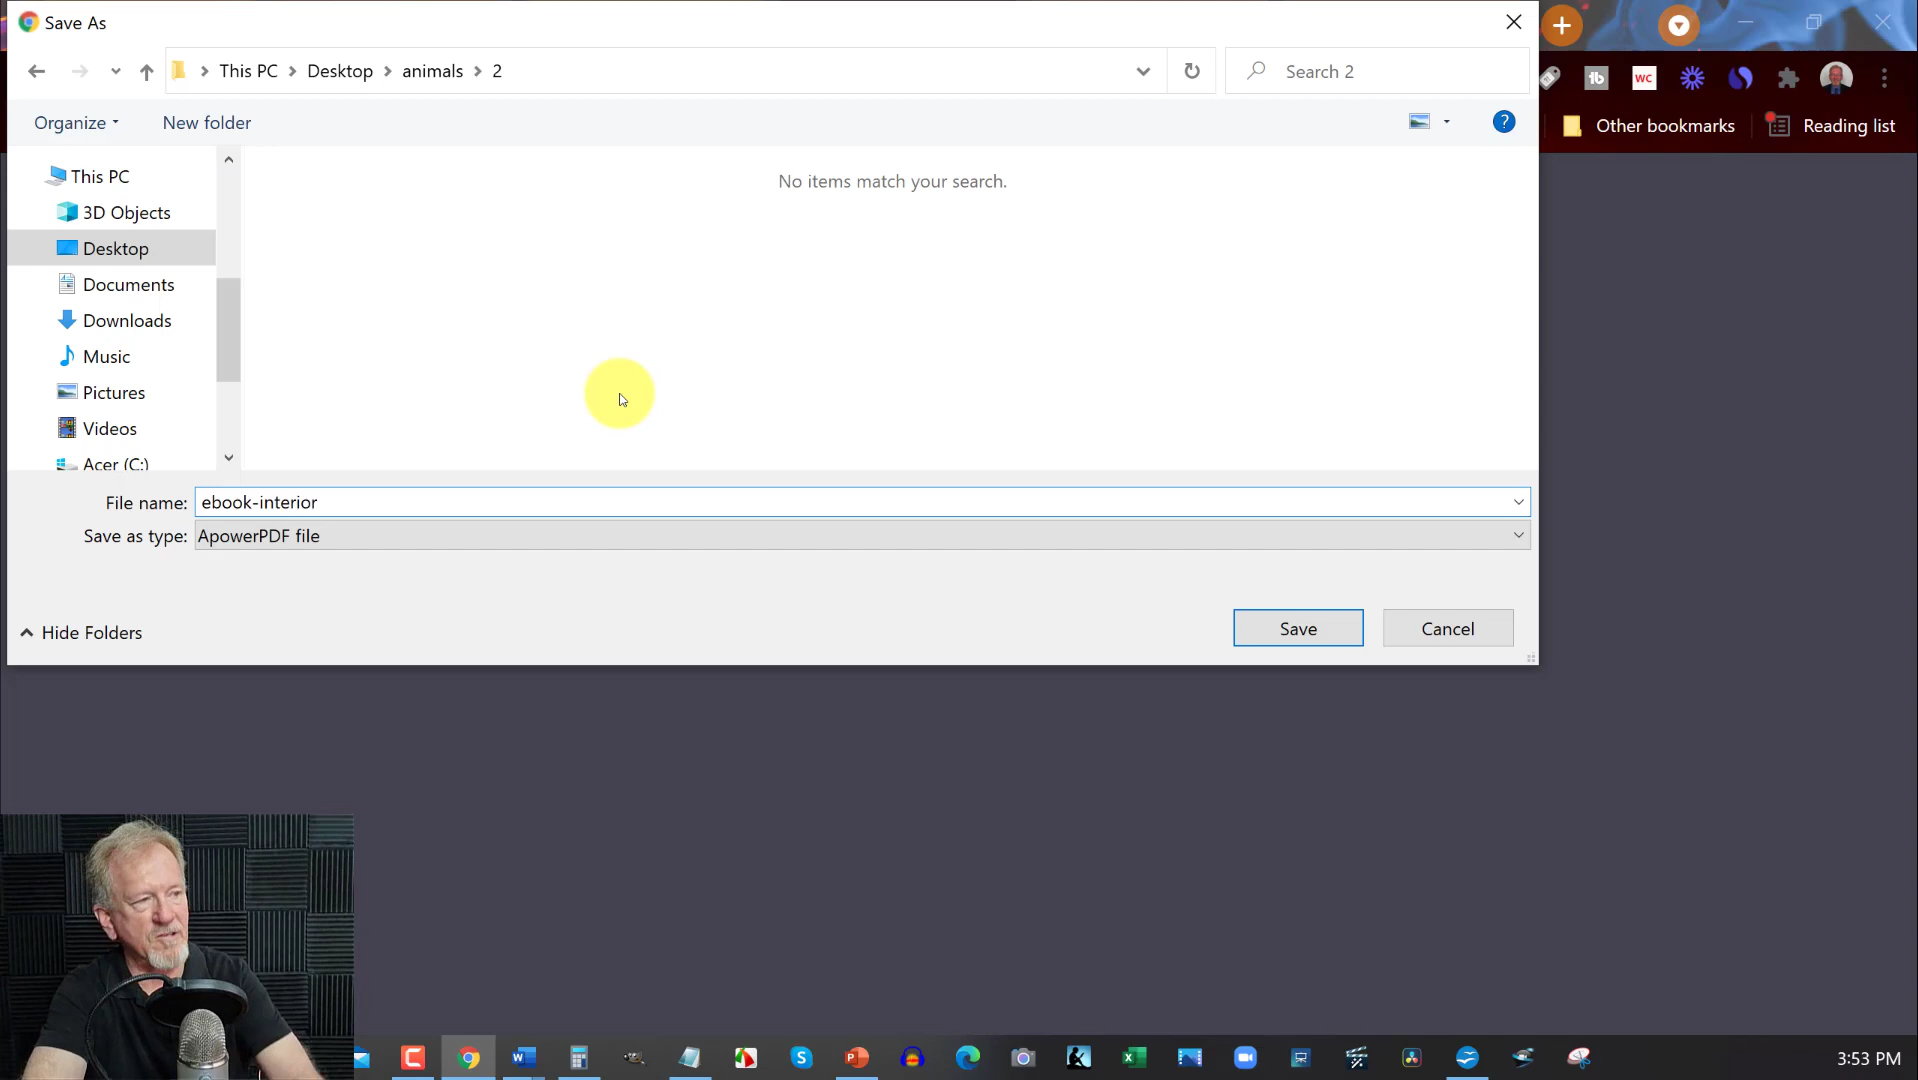 Save As
This PC Desktop animals 2
Search 2
Organize
New folder
?
tb
WC
Other bookmarks
Reading list
This PC
No items match your search.
3D Objects
Desktop
Documents
Downloads
Music
Pictures
Videos
Acer (C:)
File name: ebook-interior
Save as type: ApowerPDF file
Hide Folders
Save
Cancel
3:53 PM